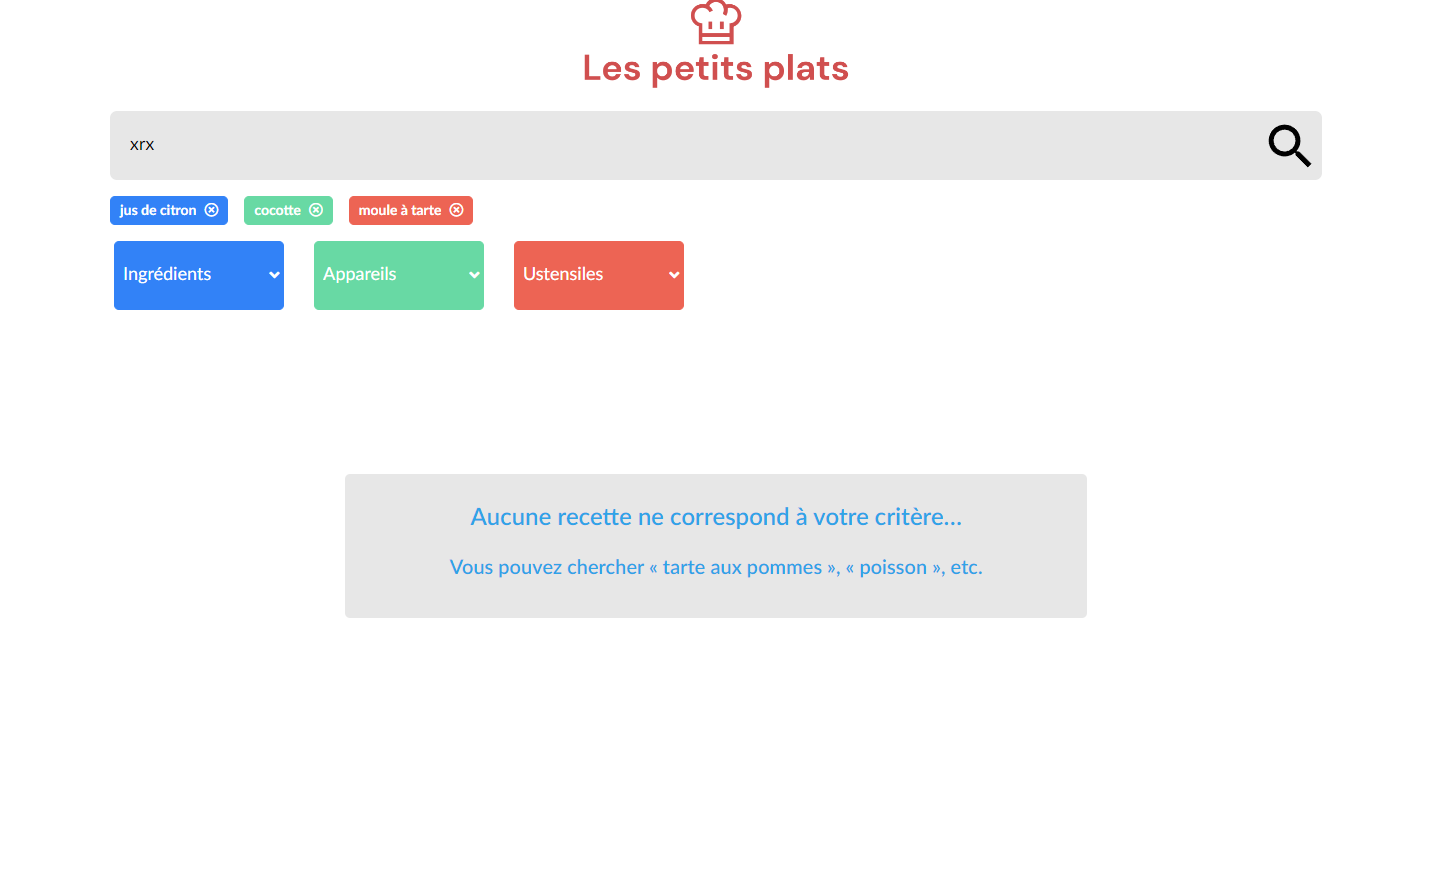 Les petits plats
xrx
jus de citron cocotte moule à tarte
Ingrédients Appareils Ustensiles
Aucune recette ne correspond à votre critère...
Vous pouvez chercher « tarte aux pommes », « poisson », etc.